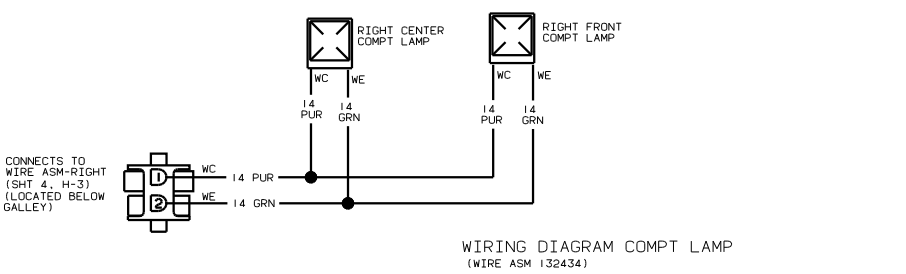 RIGHT CENTER
COMPT LAMP
RIGHT FRONT
COMPT LAMP
WC
WE
WC
WE
14
PUR
14
GRN
14
PUR
14
GRN
CONNECTS TO
WIRE ASM-RIGHT
(SHT 4, H-3)
(LOCATED BELOW
GALLEY)
1
WC
14 PUR
2
WE
14 GRN
WIRING DIAGRAM COMPT LAMP
(WIRE ASM 132434)